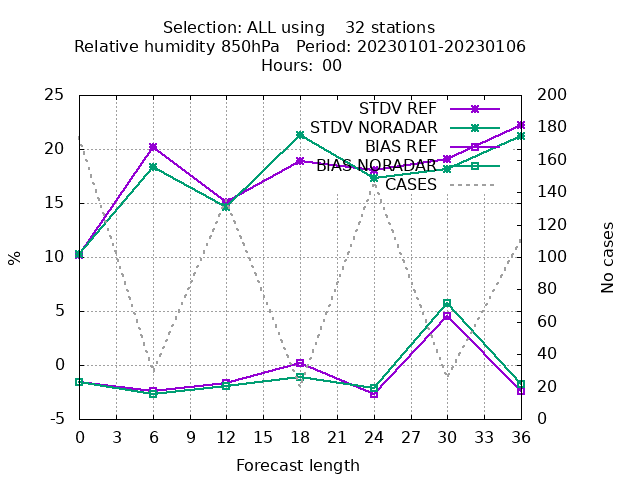 Selection: ALL using    32 stations
Relative humidity 850hPa   Period: 20230101-20230106
Hours: 00
25
20
15
10
5
0
-5
%
200
180
160
140
120
100
80
60
40
20
0
No cases
STDV REF
STDV NORADAR
BIAS REF
BIAS NORADAR
CASES
0 3 6 9 12 15 18 21 24 27 30 33 36
Forecast length